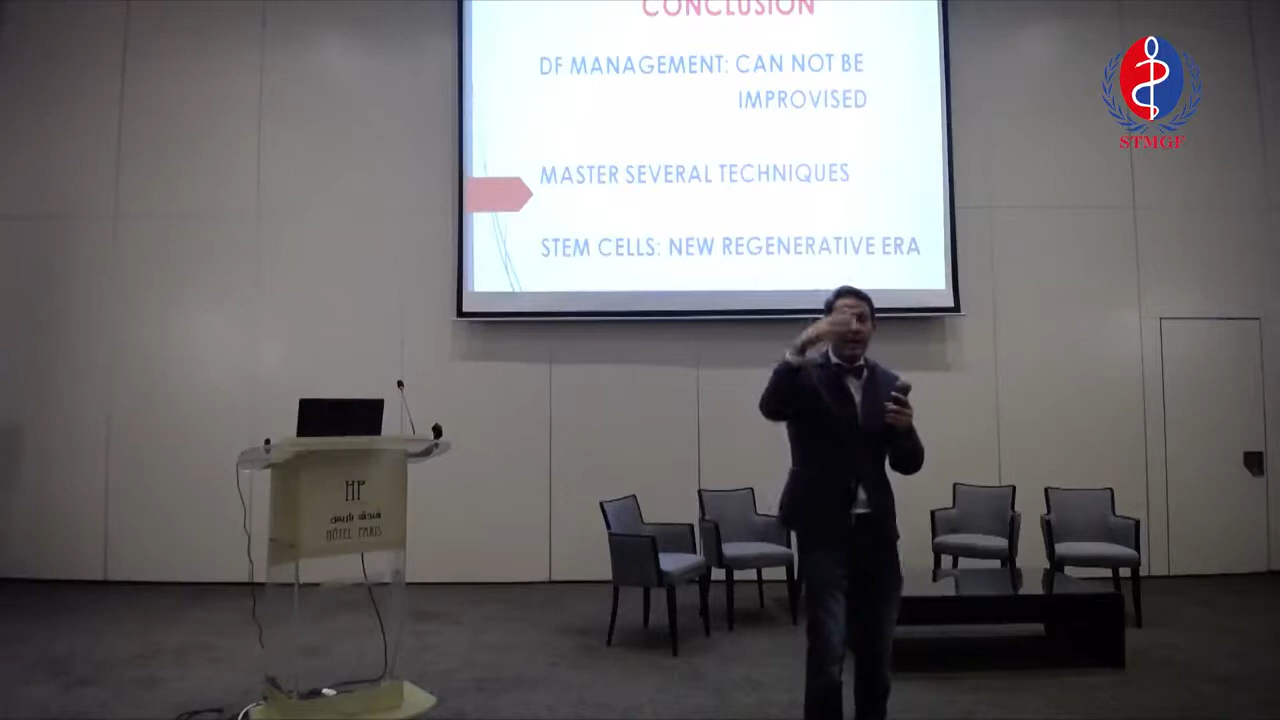 CONCLUSION
DF MANAGEMENT: CAN NOT BE
IMPROVISED
MASTER SEVERAL TECHNIQUES
STEM CELLS: NEW REGENERATIVE ERA
STMGF
HP
فندق باريس
HÔTEL PARIS